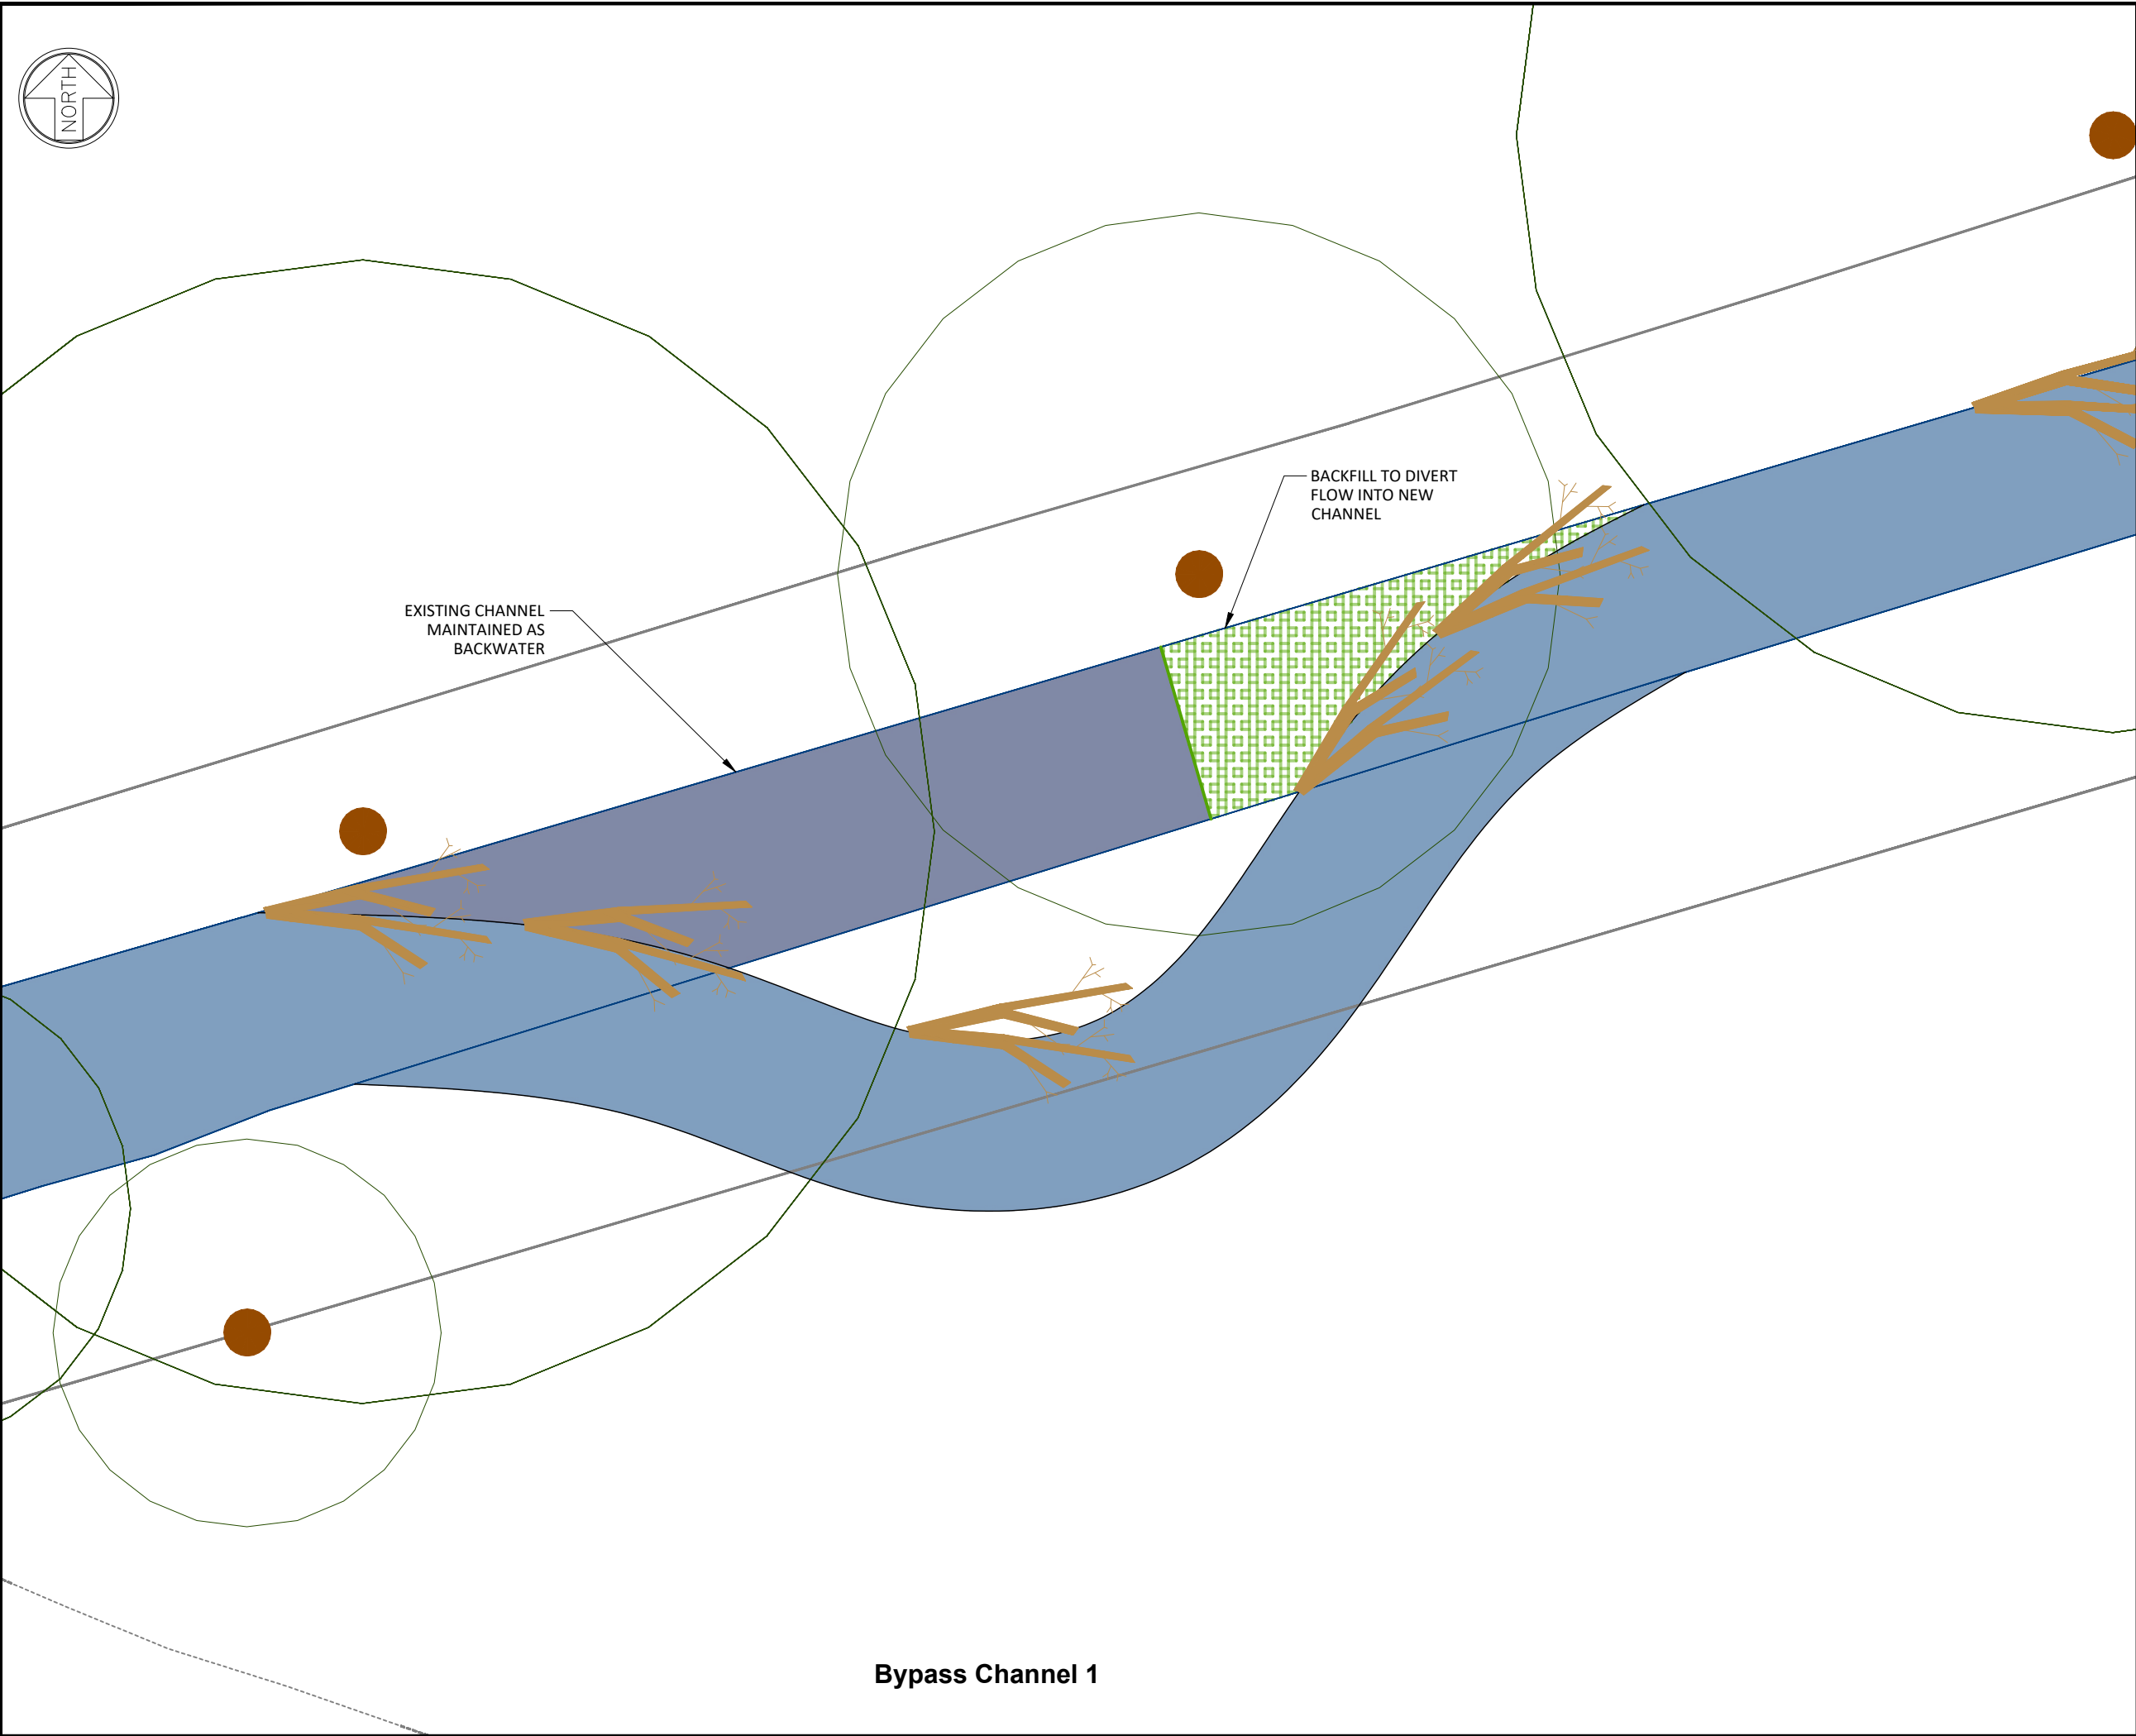 NORTH
BACKFILL TO DIVERT
FLOW INTO NEW
CHANNEL
EXISTING CHANNEL
MAINTAINED AS
BACKWATER
Bypass Channel 1